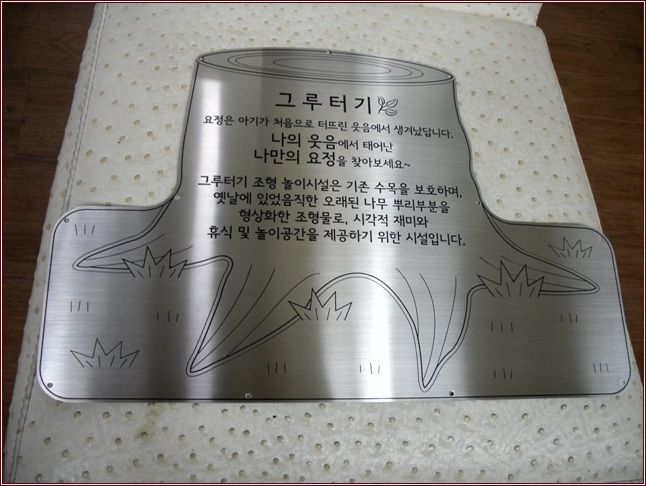 그루터기
요정은 아기가 처음으로 터뜨린 웃음에서 생겨났답니다.
나의 웃음에서 태어난
나만의 요정을 찾아보세요~
그루터기 조형 놀이시설은 기존 수목을 보호하며,
옛날에 있었음직한 오래된 나무 뿌리부분을
형상화한 조형물로, 시각적 재미와
휴식 및 놀이공간을 제공하기 위한 시설입니다.